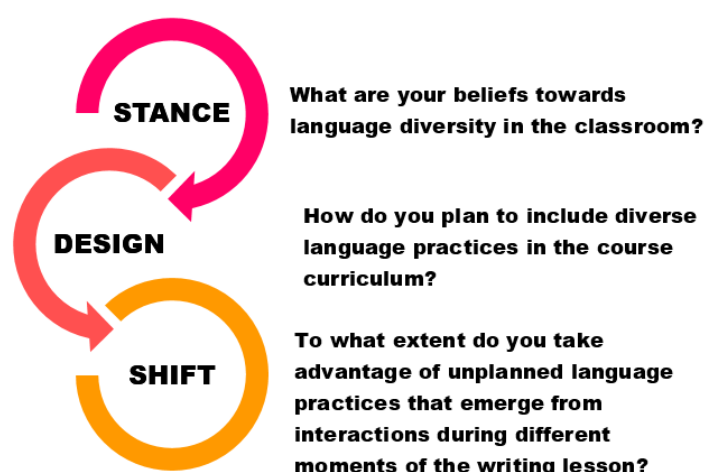 STANCE
What are your beliefs towards
language diversity in the classroom?
DESIGN
How do you plan to include diverse
language practices in the course
curriculum?
SHIFT
To what extent do you take
advantage of unplanned language
practices that emerge from
interactions during different
moments of the writing lesson?